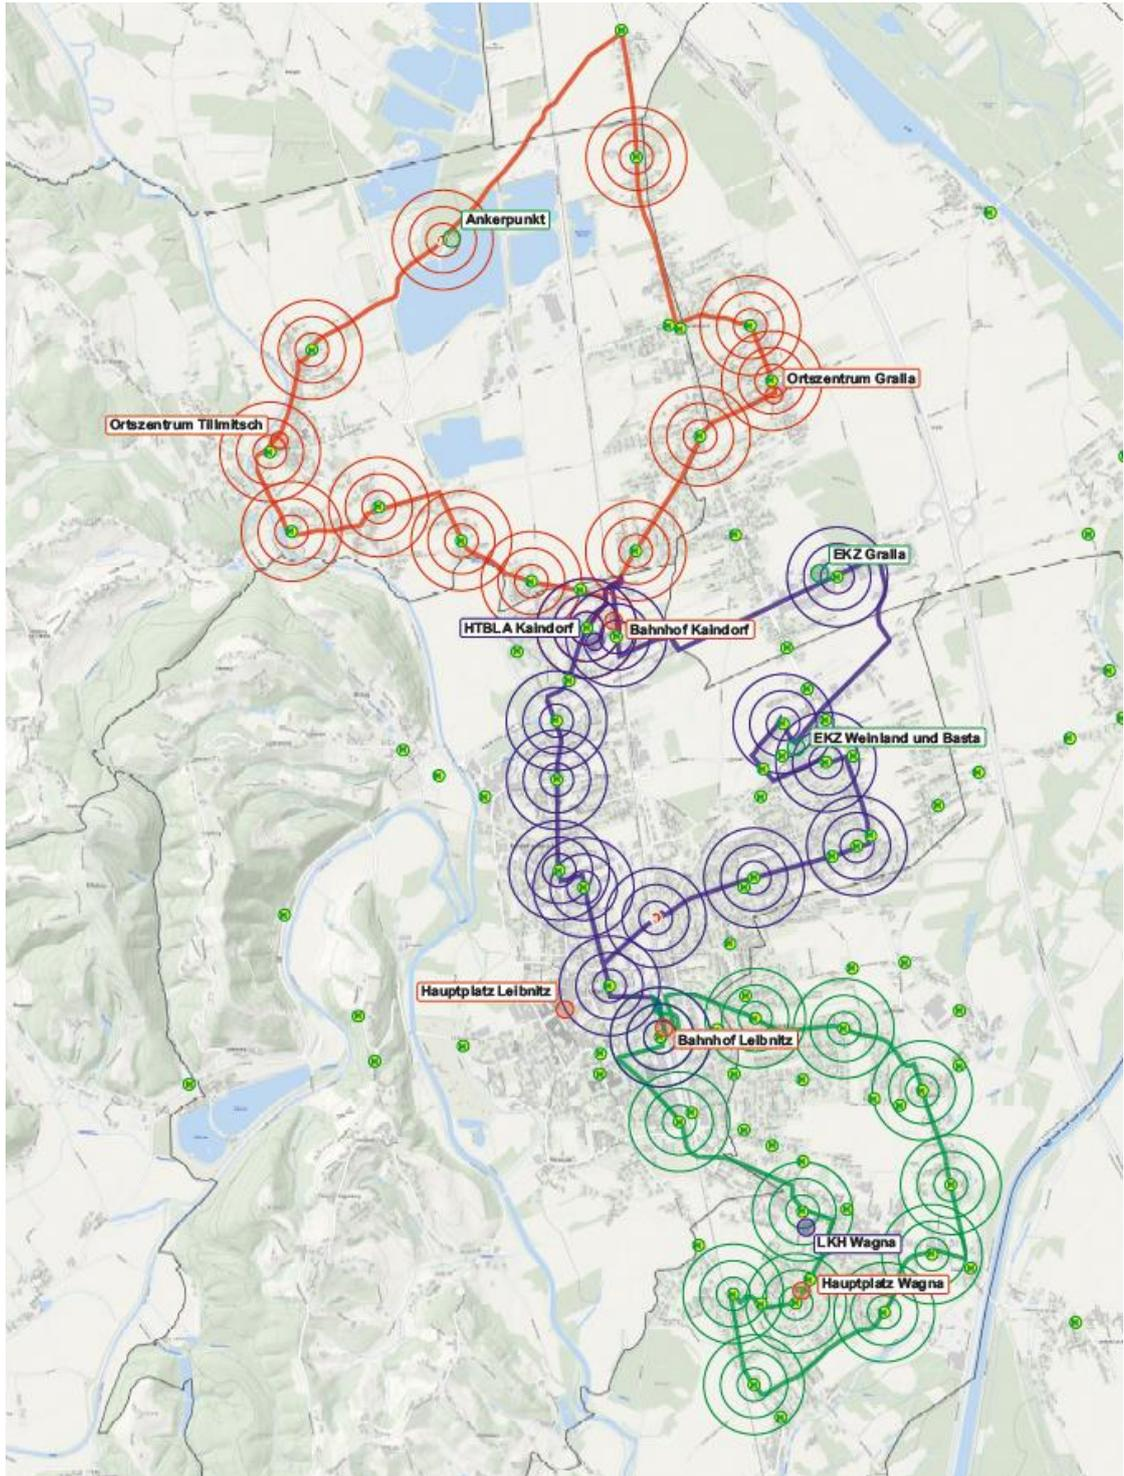 Ankerpunkt
Ortszentrum Gralla
Ortszentrum Tillmitsch
EKZ Gralla
HTBLA Kaindorf
Bahnhof Kaindorf
EKZ Weinland und Basta
Hauptplatz Leibnitz
Bahnhof Leibnitz
LKH Wagna
Hauptplatz Wagna